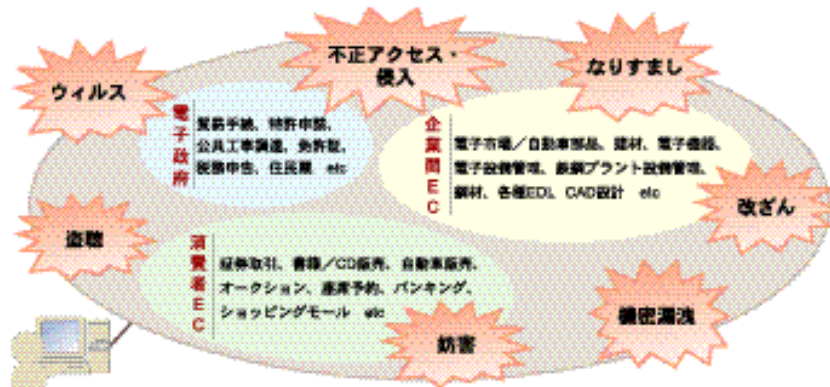 不正アクセス・
侵入
なりすまし
ウィルス
電子政府
貿易手続、特許申請、
公共工事調達、免許証、
税務申告、住民票 etc
企業間EC
電子市場/自動車部品、建材、電子機器、
電子設備管理、鉄鋼プラント設備管理、
鋼材、各種EDI、CAD設計 etc
改ざん
盗聴
消費者EC
証券取引、書籍/CD販売、自動車販売、
オークション、座席予約、バンキング、
ショッピングモール etc
機密漏洩
妨害